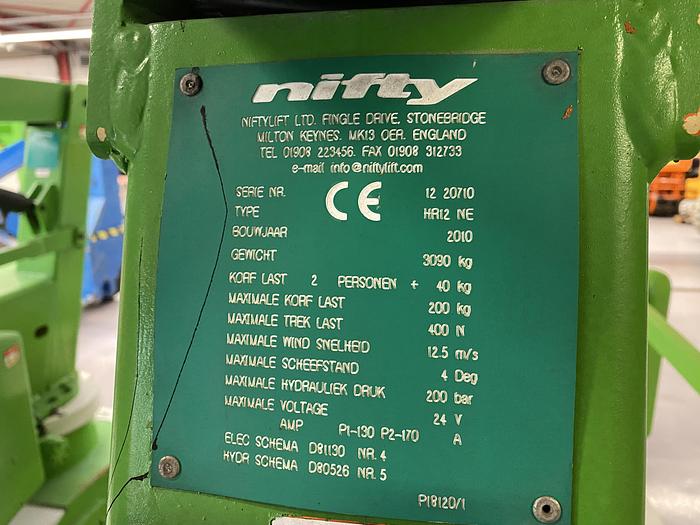 nifty
NIFTYLIFT LTD. FINGLE DRIVE. STONEBRIDGE
MILTON KEYNES. MK13 OER. ENGLAND
TEL 01908 223456. FAX 01908 312733
e-mail info@niftylift.com
CE
SERIE NR. 12 20710
TYPE HR12 NE
BOUWJAAR 2010
GEWICHT 3090 kg
KORF LAST 2 PERSONEN + 40 kg
MAXIMALE KORF LAST 200 kg
MAXIMALE TREK LAST 400 N
MAXIMALE WIND SNELHEID 12.5 m/s
MAXIMALE SCHEEFSTAND 4 Deg
MAXIMALE HYDRAULIEK DRUK 200 bar
MAXIMALE VOLTAGE 24 V
AMP P1-130 P2-170 A
ELEC SCHEMA D81130 NR. 4
HYDR SCHEMA D80526 NR. 5
P18120/1